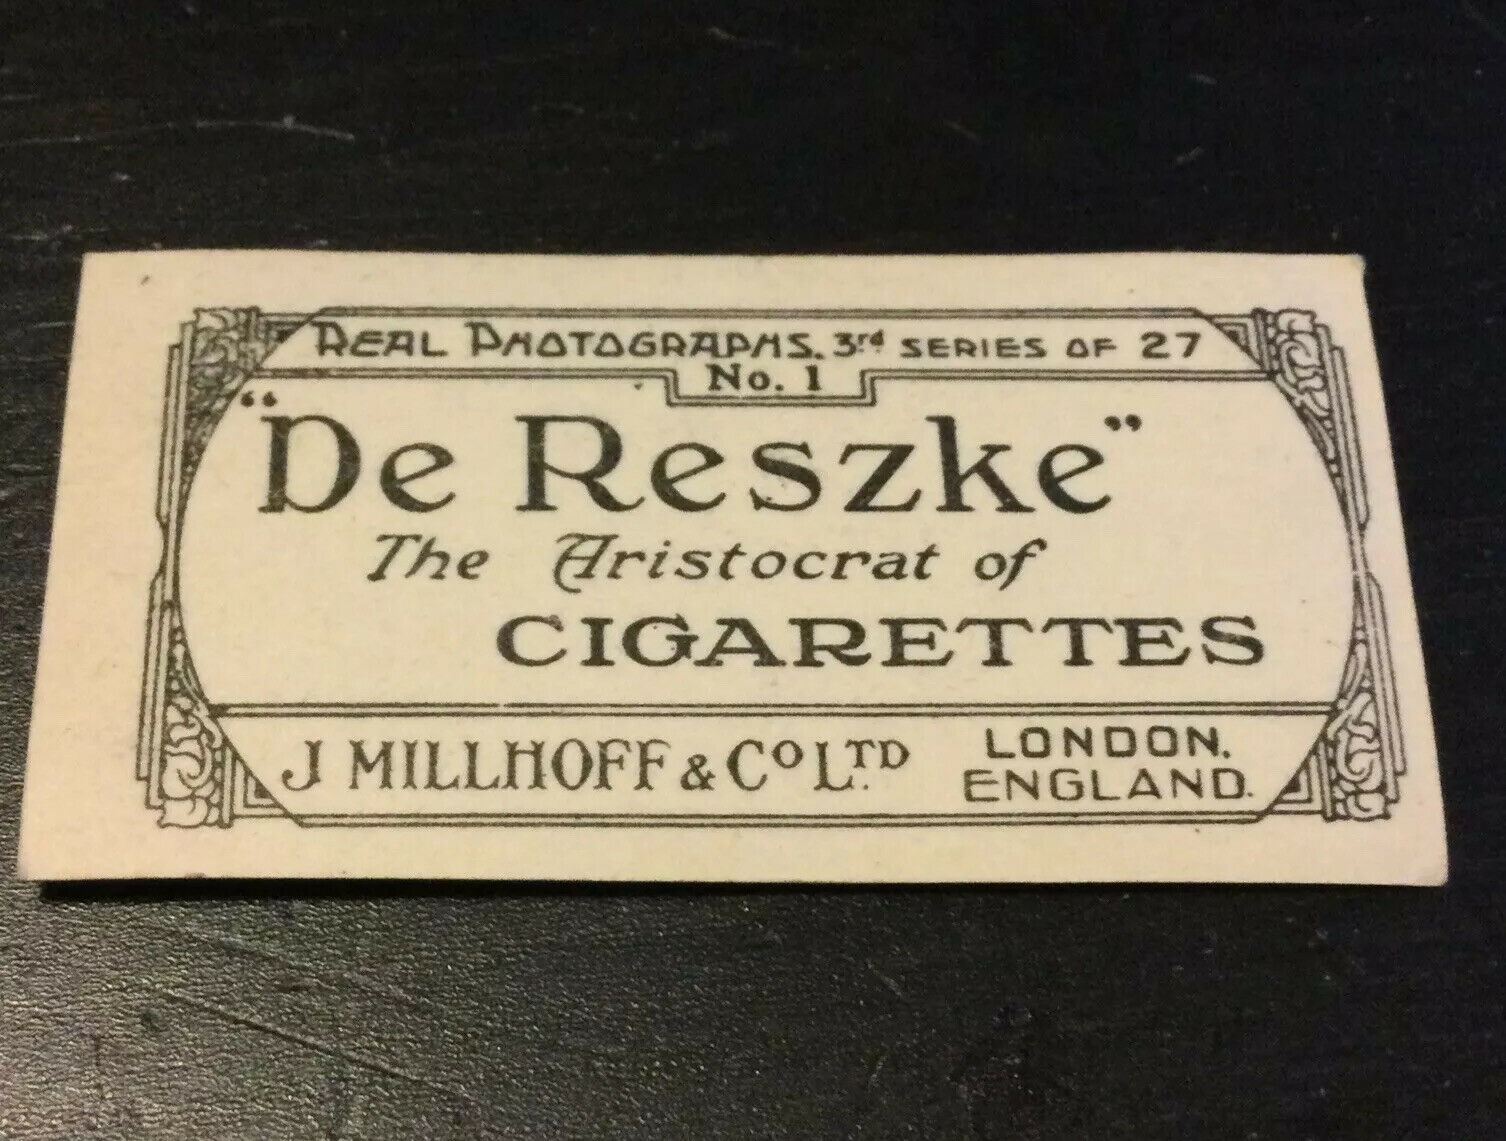 REAL PHOTOGRAPHS. 3rd SERIES OF 27
No. 1
"De Reszke"
The Aristocrat of
CIGARETTES
J MILLHOFF & Co LTD
LONDON.
ENGLAND.